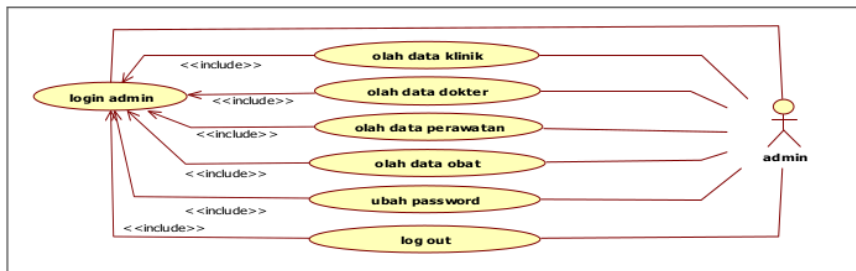 olah data klinik
<<include>>
login admin
olah data dokter
<<include>>
olah data perawatan
<<include>>
admin
olah data obat
<<include>>
ubah password
<<include>>
<<include>>
log out